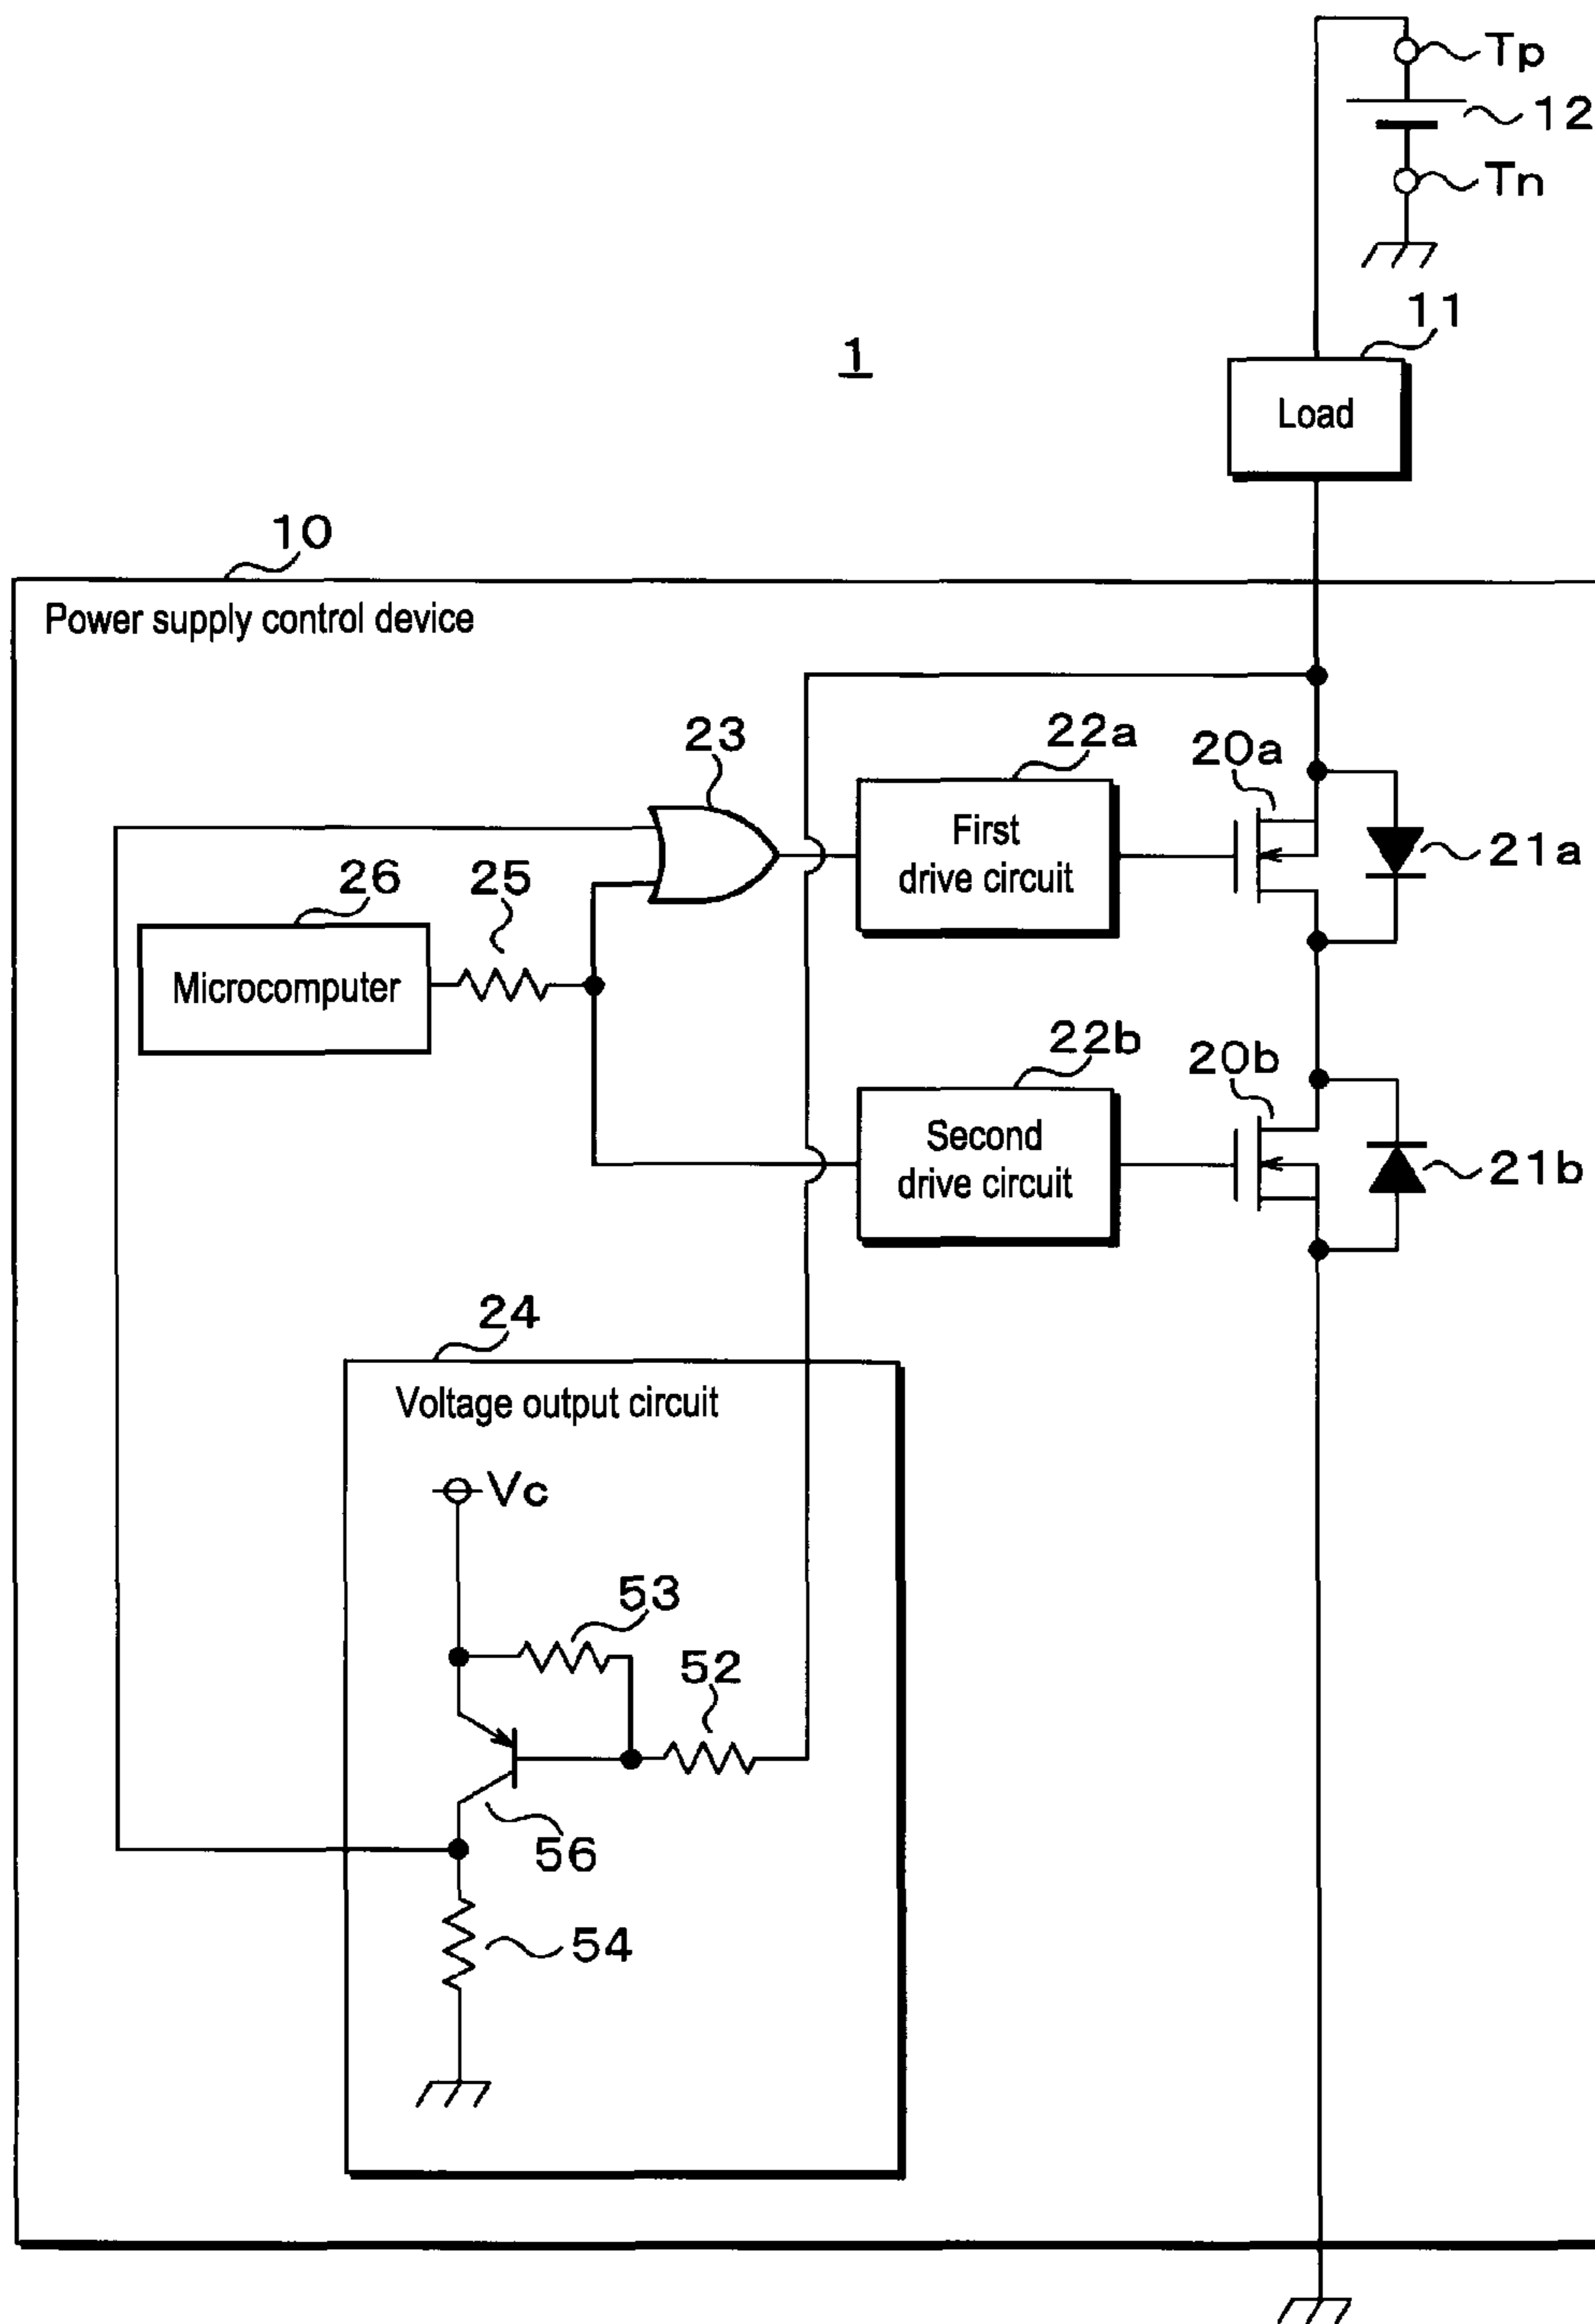 Tp
12
Tn
11
1
Load
10
Power supply control device
23
22a
20a
First
drive circuit
21a
26
25
Microcomputer
22b
20b
Second
drive circuit
21b
24
Voltage output circuit
Vc
53
52
56
54